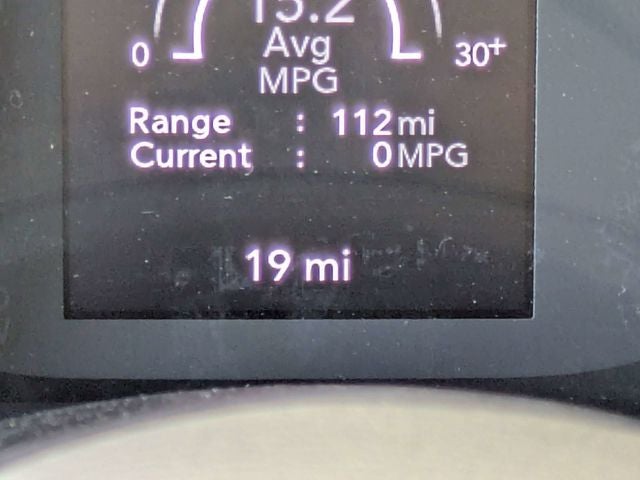 15.2
0 Avg 30+
MPG
Range : 112 mi
Current : 0 MPG
19 mi